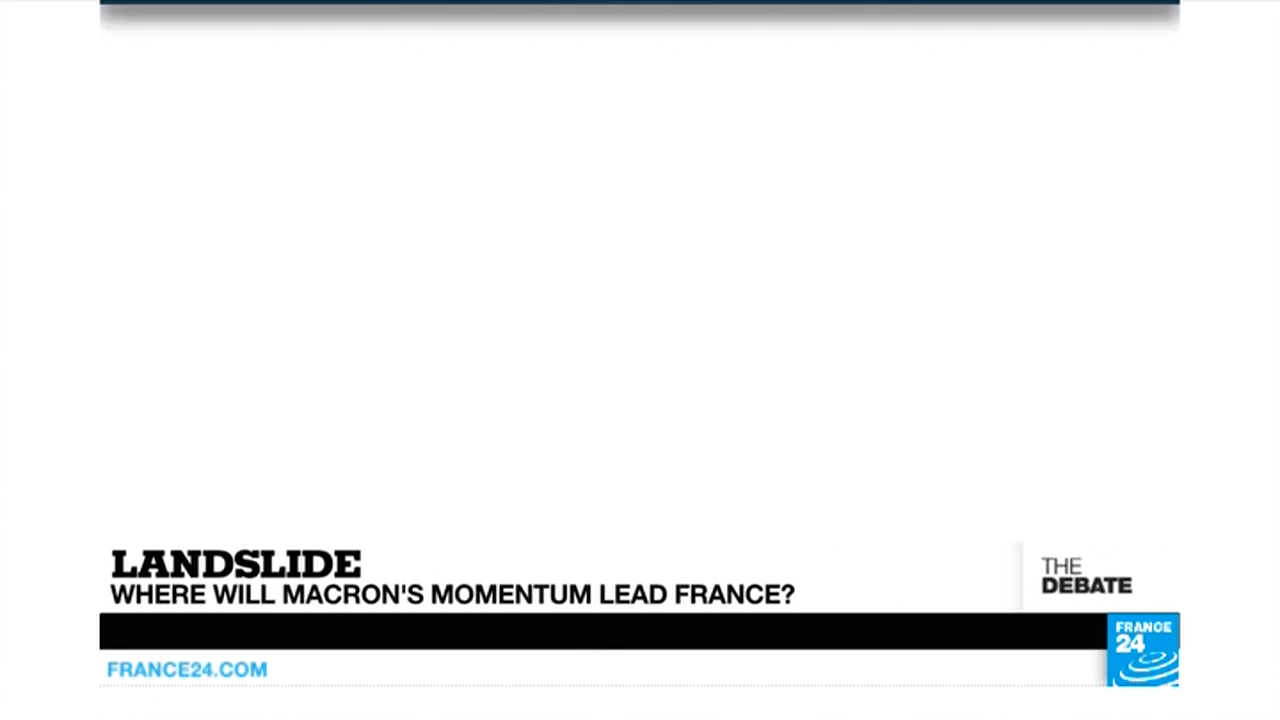 LANDSLIDE
WHERE WILL MACRON'S MOMENTUM LEAD FRANCE?
THE
DEBATE
FRANCE
24
FRANCE24.COM